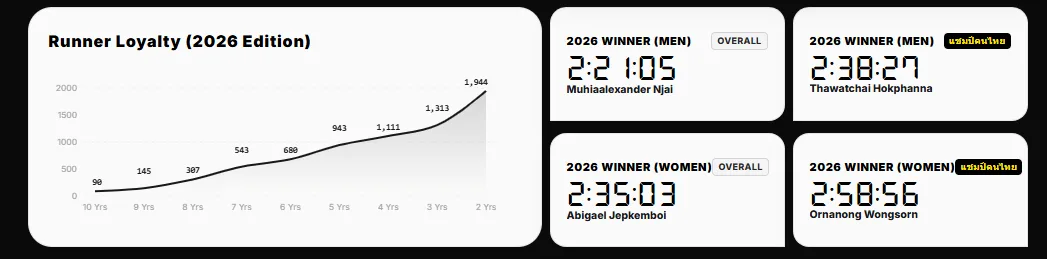 Runner Loyalty (2026 Edition)
2000
1500
1000
500
0
90
145
307
543
680
943
1,111
1,313
1,944
10 Yrs
9 Yrs
8 Yrs
7 Yrs
6 Yrs
5 Yrs
4 Yrs
3 Yrs
2 Yrs
2026 WINNER (MEN)
OVERALL
2:21:05
Muhiaalexander Njai
2026 WINNER (MEN)
แชมป์คนไทย
2:38:27
Thawatchai Hokphanna
2026 WINNER (WOMEN)
OVERALL
2:35:03
Abigael Jepkemboi
2026 WINNER (WOMEN)
แชมป์คนไทย
2:58:56
Ornanong Wongsorn